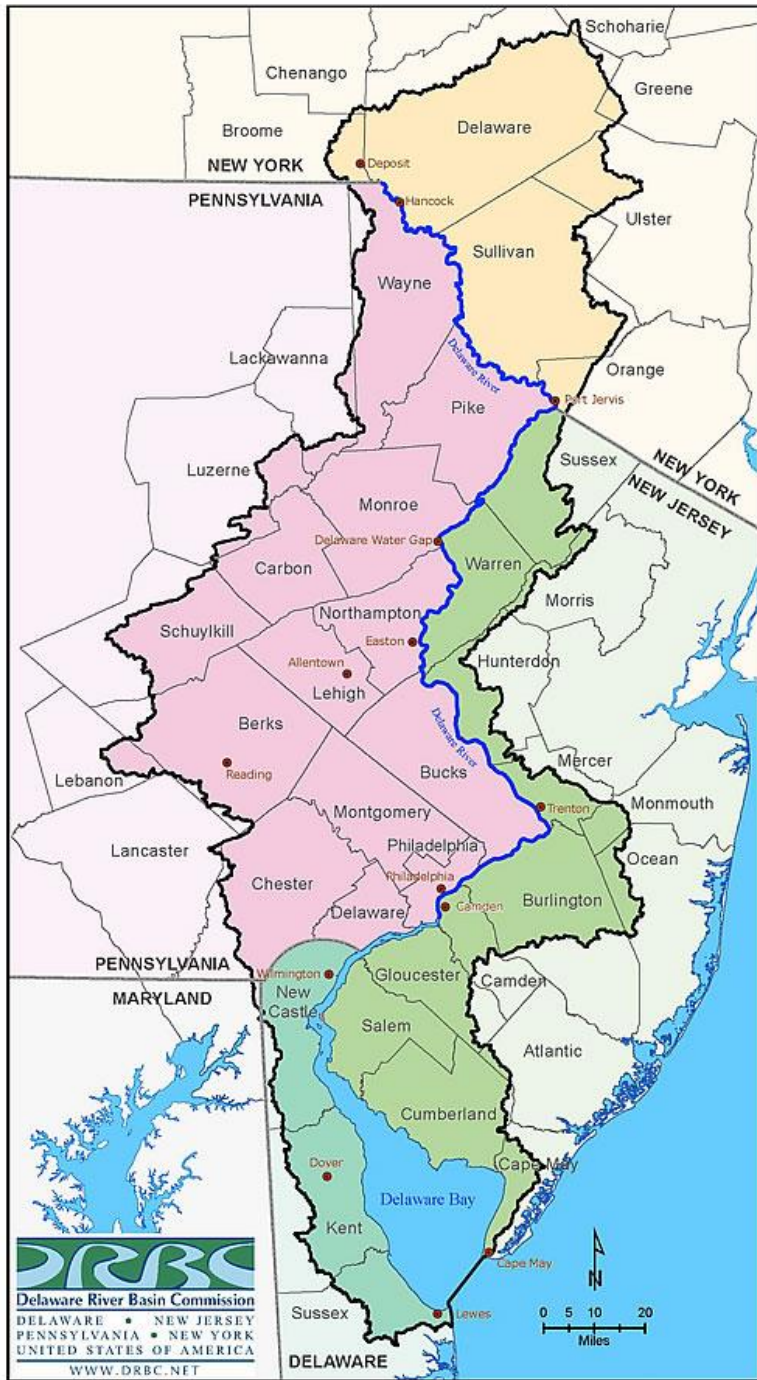 Schoharie
Chenango
Greene
Broome
Delaware
Deposit
NEW YORK
PENNSYLVANIA
Hancock
Ulster
Sullivan
Wayne
Lackawanna
Delaware River
Orange
Port Jervis
Pike
Luzerne
Sussex
NEW YORK
NEW JERSEY
Monroe
Delaware Water Gap
Carbon
Warren
Morris
Northampton
Schuylkill
Easton
Hunterdon
Allentown
Lehigh
Berks
Delaware River
Mercer
Reading
Bucks
Lebanon
Monmouth
Trenton
Montgomery
Lancaster
Philadelphia
Ocean
Philadelphia
Chester
Delaware
Camden
Burlington
PENNSYLVANIA
Wilmington
Gloucester
Camden
MARYLAND
New
Castle
Salem
Atlantic
Cumberland
Cape May
Dover
Delaware Bay
Kent
Cape May
N
DRBC
Delaware River Basin Commission
DELAWARE • NEW JERSEY
PENNSYLVANIA • NEW YORK
UNITED STATES OF AMERICA
WWW.DRBC.NET
Sussex
Lewes
0 5 10 20
Miles
DELAWARE